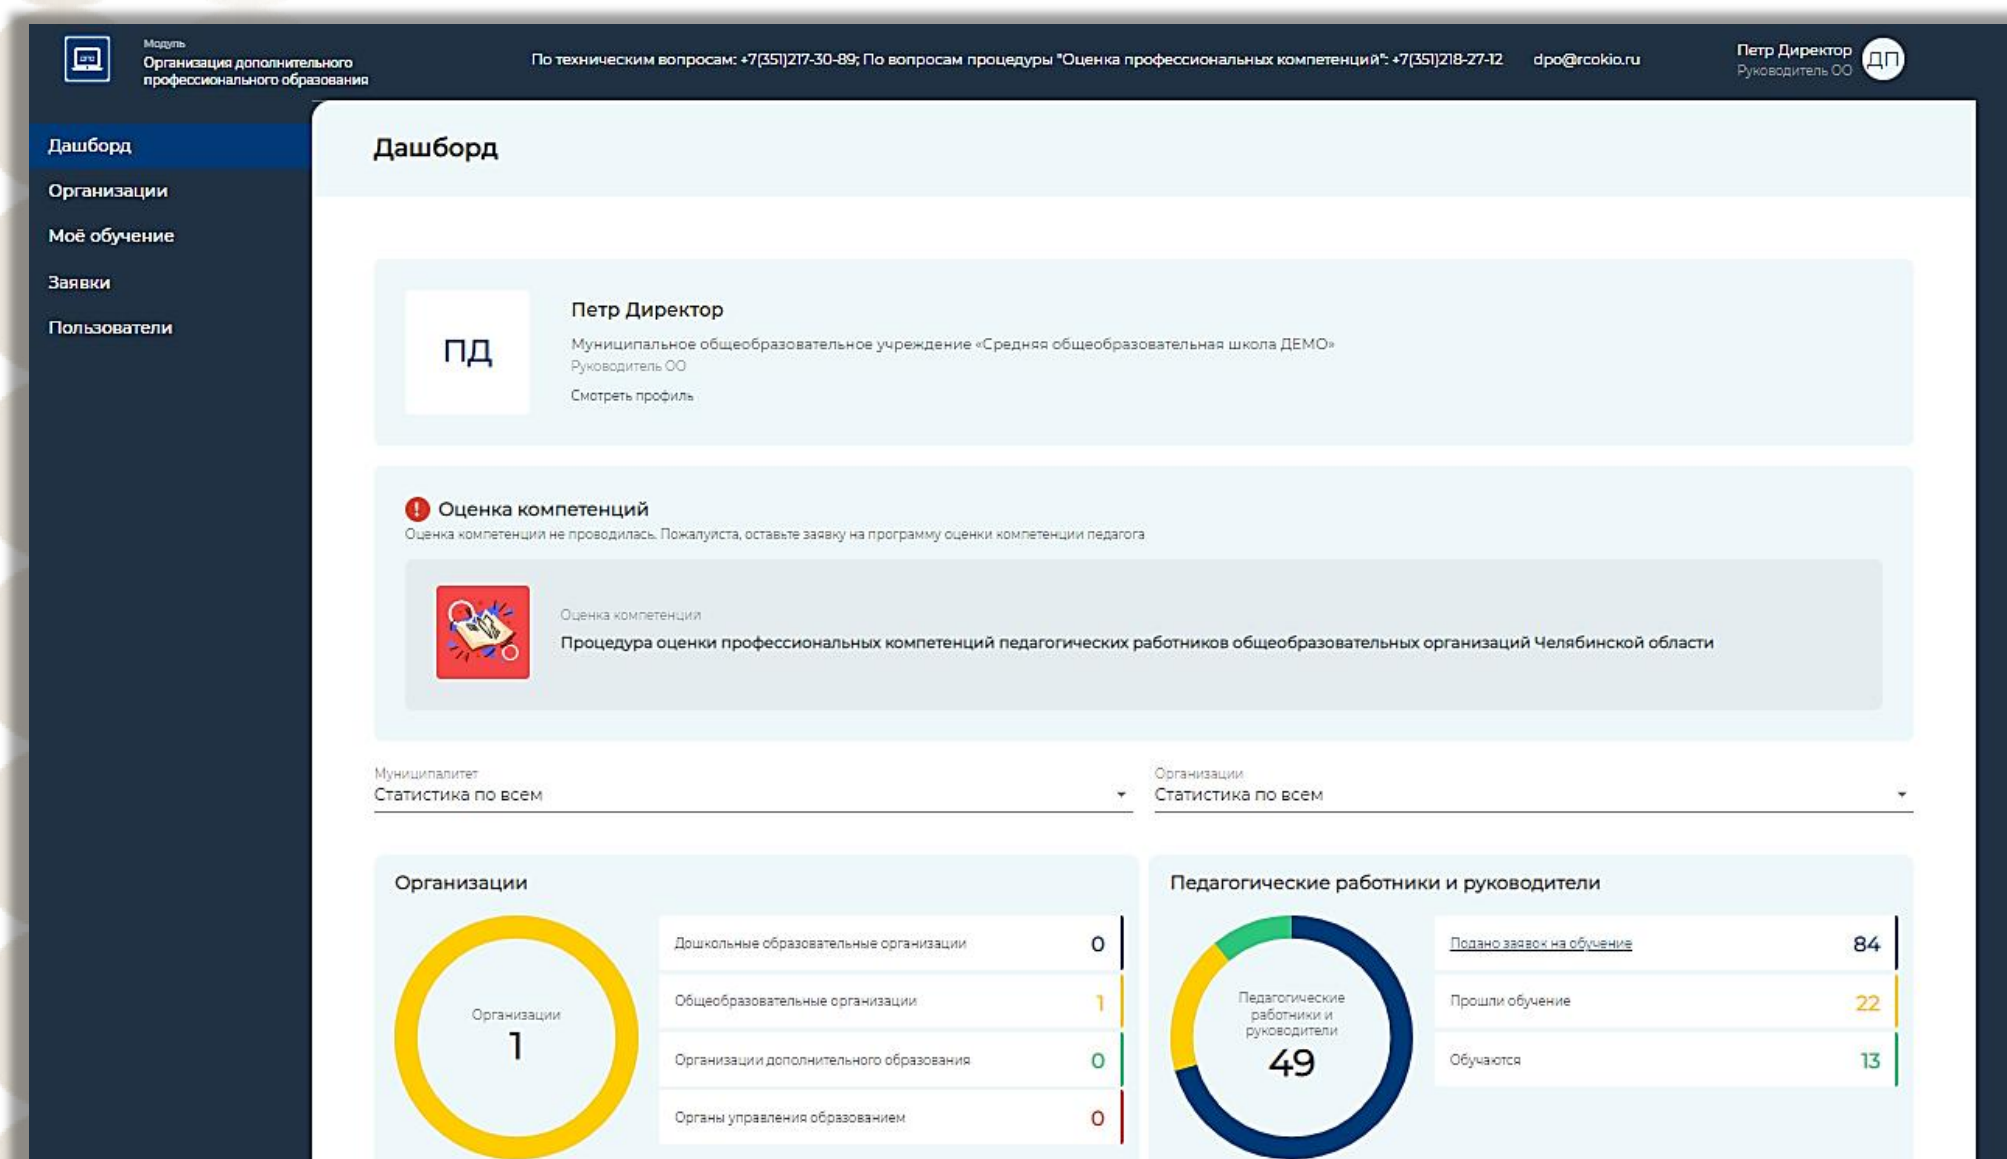 Модуль
Организация дополнительного
профессионального образования
По техническим вопросам: +7(351)217-30-89; По вопросам процедуры "Оценка профессиональных компетенций": +7(351)218-27-12
dpo@rcokio.ru
Петр Директор
Руководитель ОО
ДП
Дашборд
Организации
Моё обучение
Заявки
Пользователи
Дашборд
ПД
Петр Директор
Муниципальное общеобразовательное учреждение «Средняя общеобразовательная школа ДЕМО»
Руководитель ОО
Смотреть профиль
Оценка компетенций
Оценка компетенции не проводилась. Пожалуйста, оставьте заявку на программу оценки компетенции педагога
Оценка компетенции
Процедура оценки профессиональных компетенций педагогических работников общеобразовательных организаций Челябинской области
Муниципалитет
Статистика по всем
Организации
Статистика по всем
Организации
Организации
1
Дошкольные образовательные организации 0
Общеобразовательные организации 1
Организации дополнительного образования 0
Органы управления образованием 0
Педагогические работники и руководители
Педагогические
работники и
руководители
49
Подано заявок на обучение 84
Прошли обучение 22
Обучаются 13